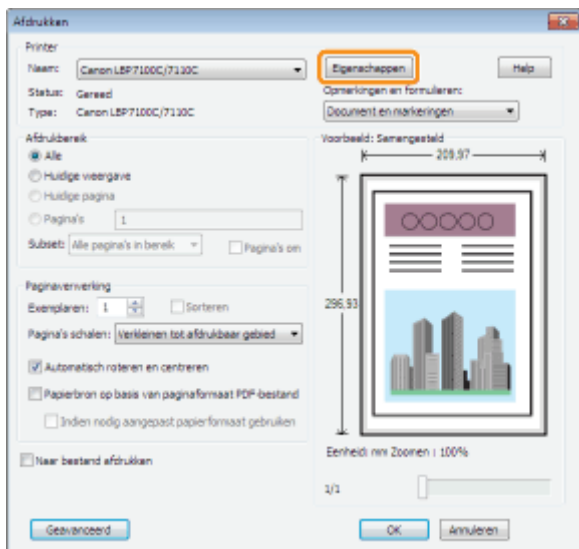 Afdrukken
Printer
Naam: Canon LBP7100C/7110C
Eigenschappen
Help
Status: Gereed
Opmerkingen en formulieren:
Type: Canon LBP7100C/7110C
Document en markeringen
Afdrukbereik
Alle
Huidige weergave
Huidige pagina
Pagina's 1
Subset: Alle pagina's in bereik
Pagina's om
Voorbeeld: Samengesteld
209,97
296,93
Paginaverwerking
Exemplaren: 1
Sorteren
Pagina's schalen: Verkleinen tot afdrukbaar gebied
Automatisch roteren en centreren
Papierbron op basis van paginaformaat PDF-bestand
Indien nodig aangepast papierformaat gebruiken
Naar bestand afdrukken
Eenheid: mm Zoomen : 100%
1/1
Geavanceerd
OK
Annuleren